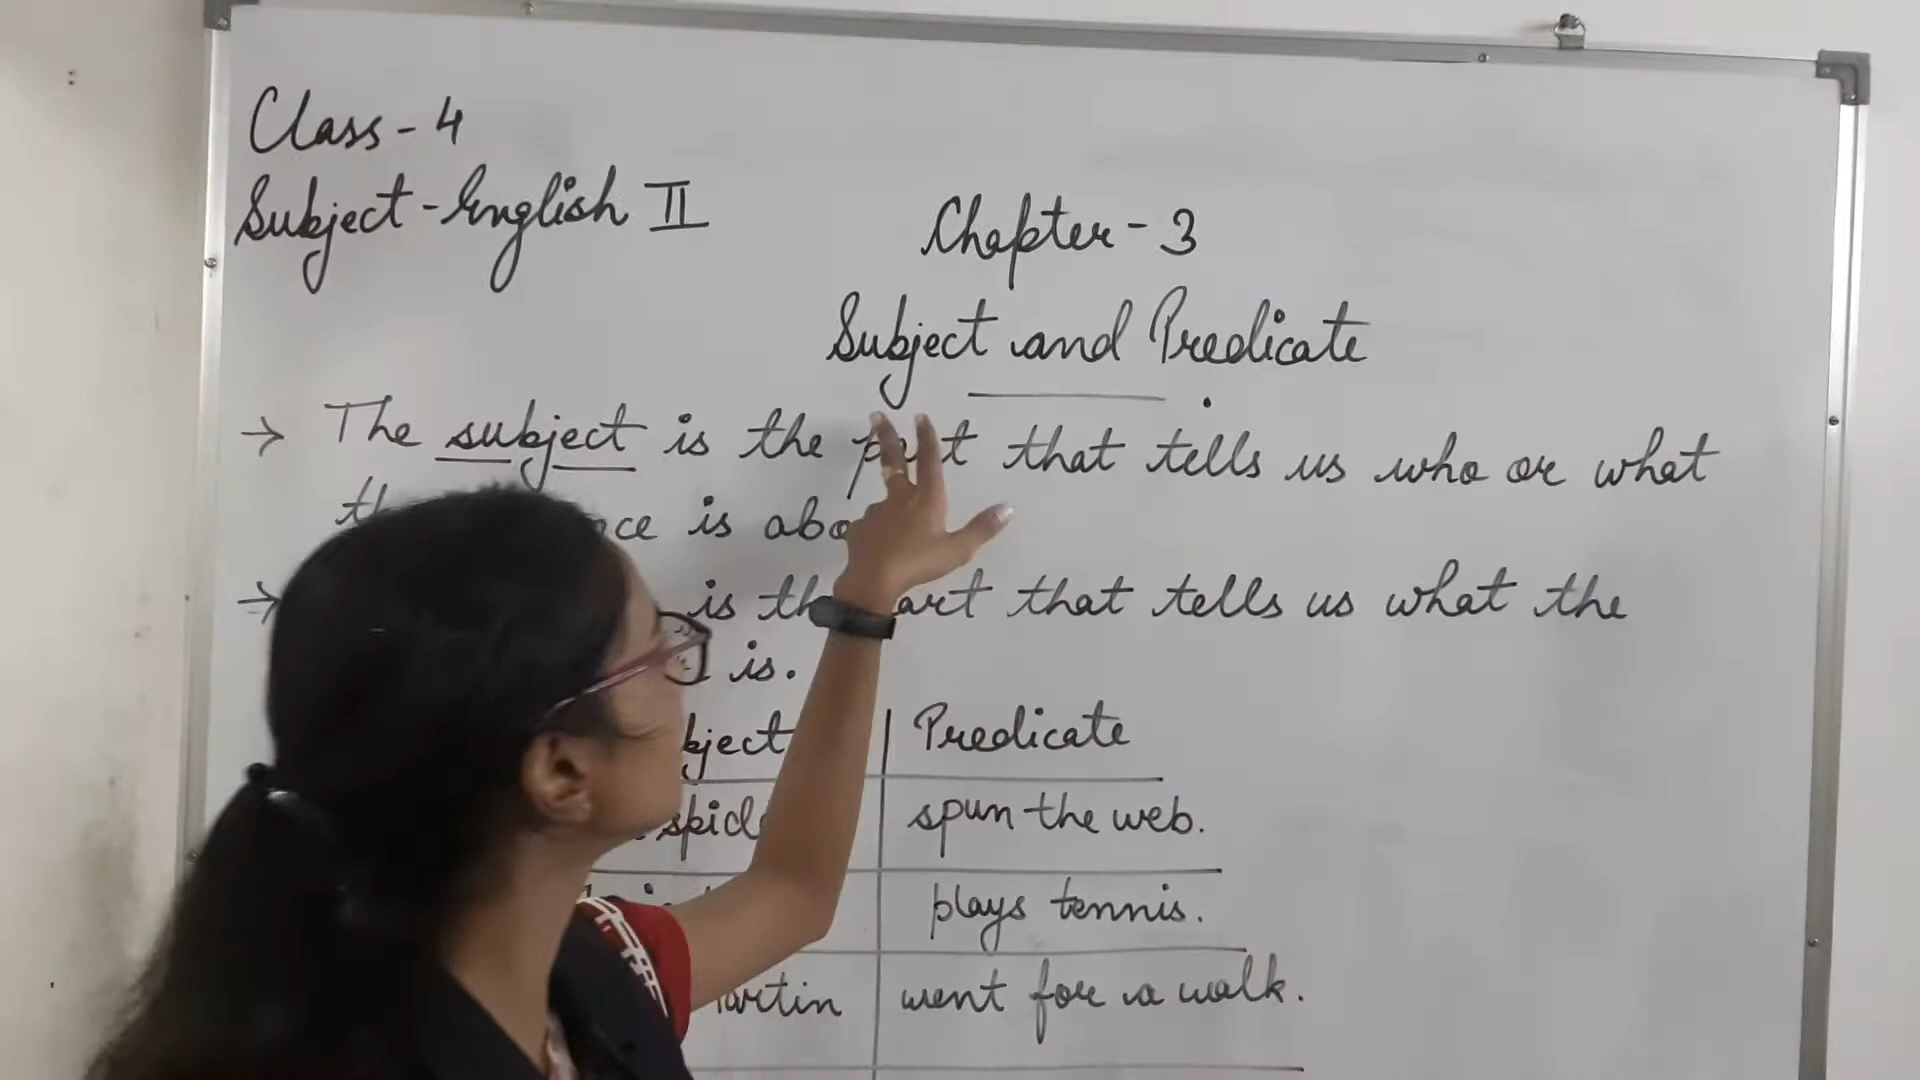 Class - 4
Subject - English II
Chapter - 3
Subject and Predicate
→ The subject is the part that tells us who or what
is
→ is that tells us what the
is.
Predicate
spun the web.
plays tennis.
went for a walk.